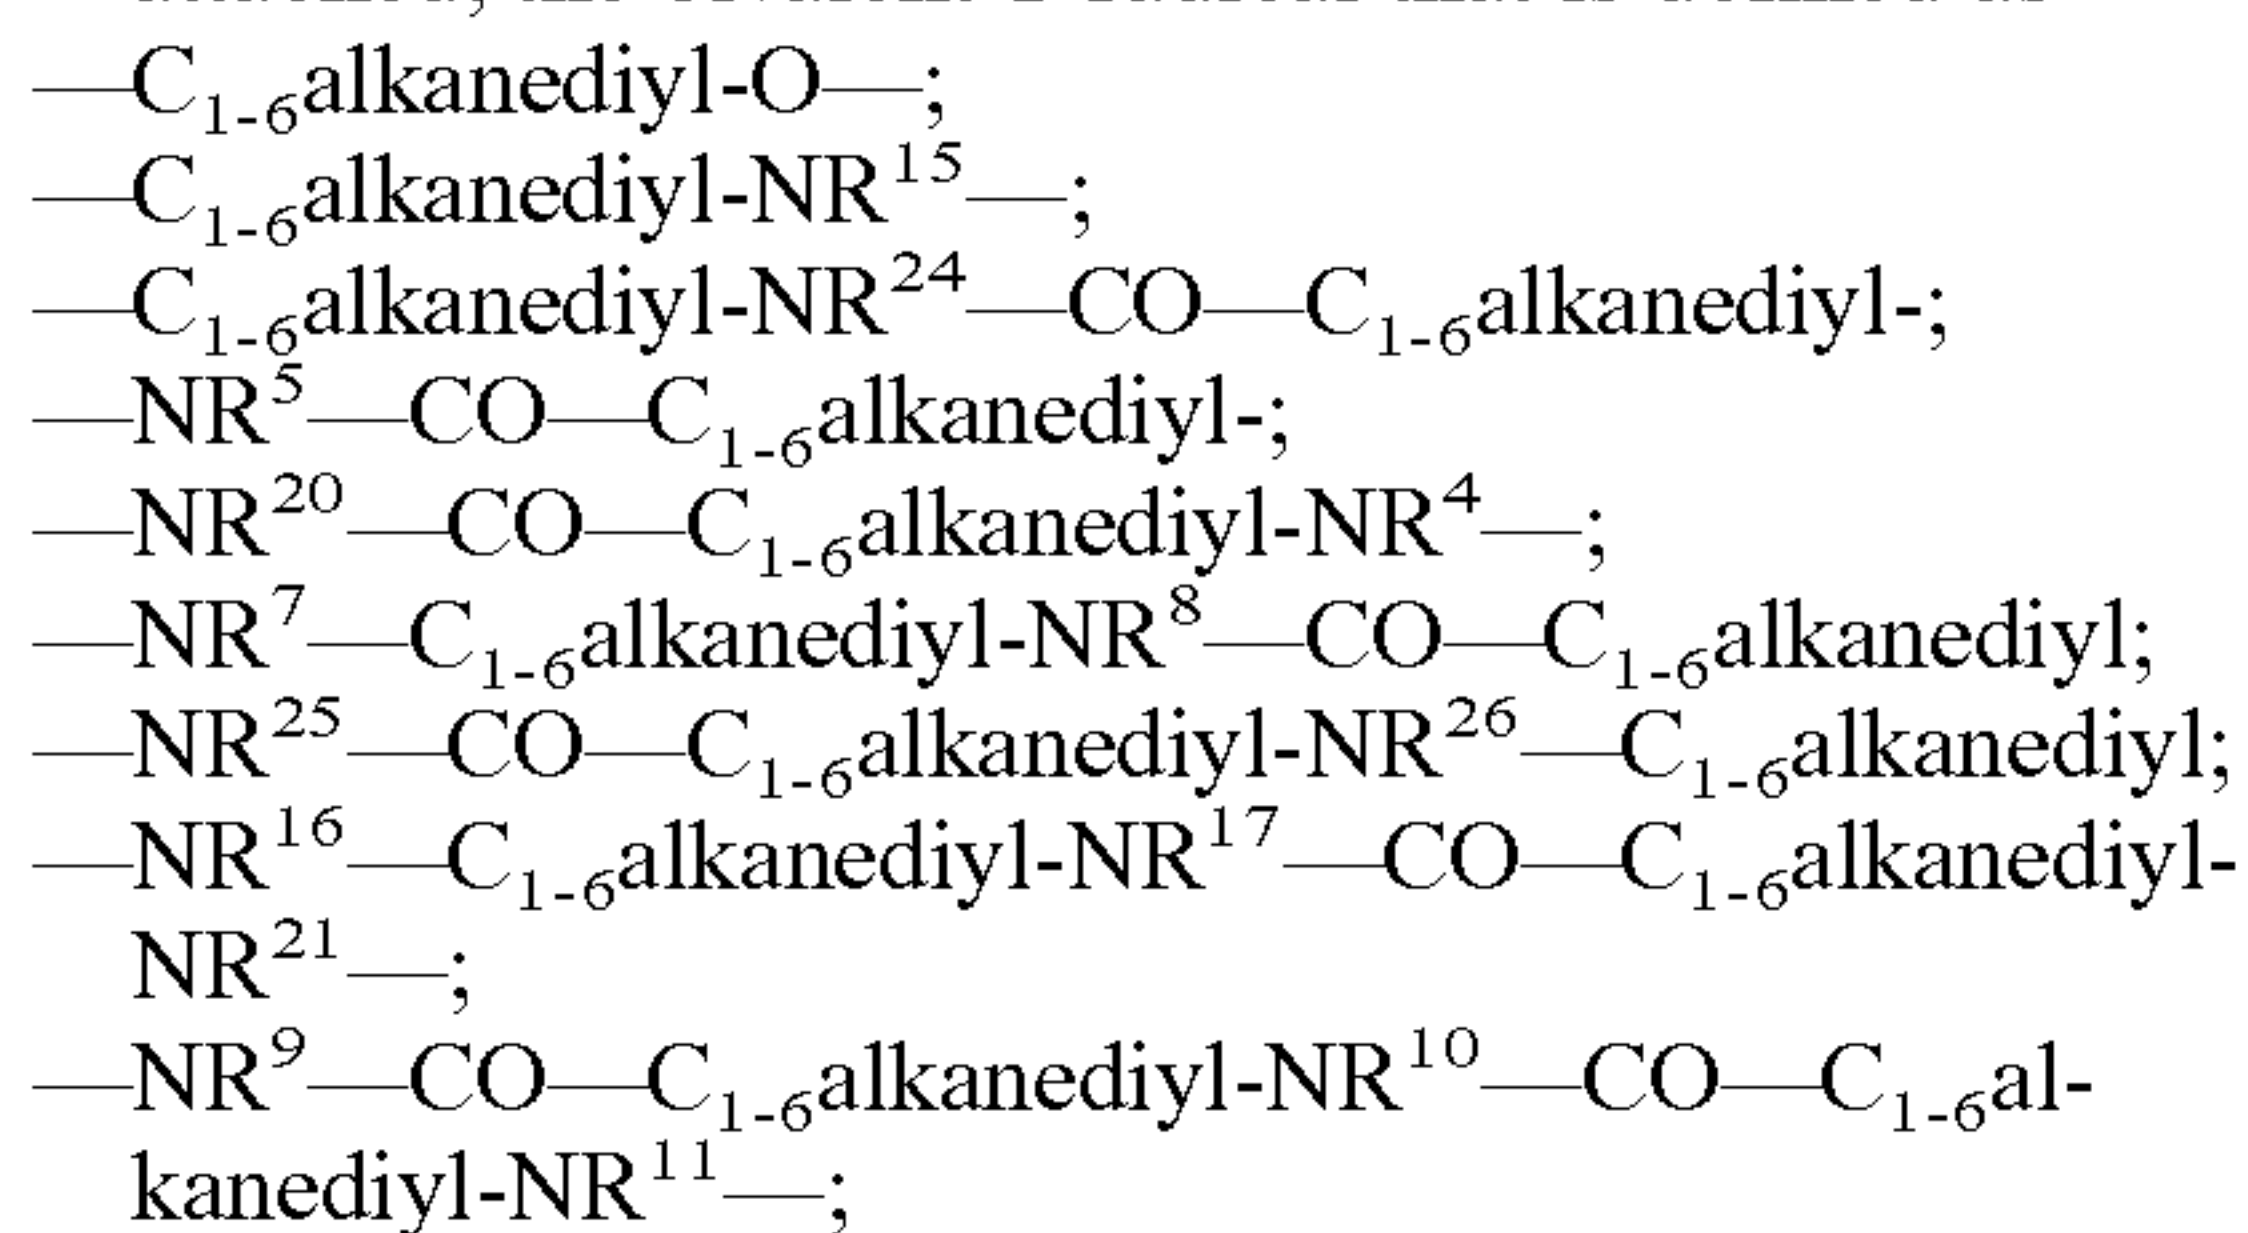 —C₁₋₆alkanediyl-O—;
—C₁₋₆alkanediyl-NR¹⁵—;
—C₁₋₆alkanediyl-NR²⁴—CO—C₁₋₆alkanediyl-;
—NR⁵—CO—C₁₋₆alkanediyl-;
—NR²⁰—CO—C₁₋₆alkanediyl-NR⁴—;
—NR⁷—C₁₋₆alkanediyl-NR⁸—CO—C₁₋₆alkanediyl;
—NR²⁵—CO—C₁₋₆alkanediyl-NR²⁶—C₁₋₆alkanediyl;
—NR¹⁶—C₁₋₆alkanediyl-NR¹⁷—CO—C₁₋₆alkanediyl-
NR²¹—;
—NR⁹—CO—C₁₋₆alkanediyl-NR¹⁰—CO—C₁₋₆al-
kanediyl-NR¹¹—;